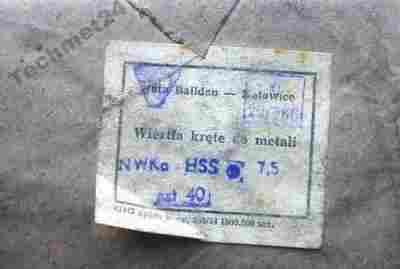 Techmet24
Huta Baildon — Katowice
Wiertła kręte do metali
NWKa HSS 7,5
szt 40